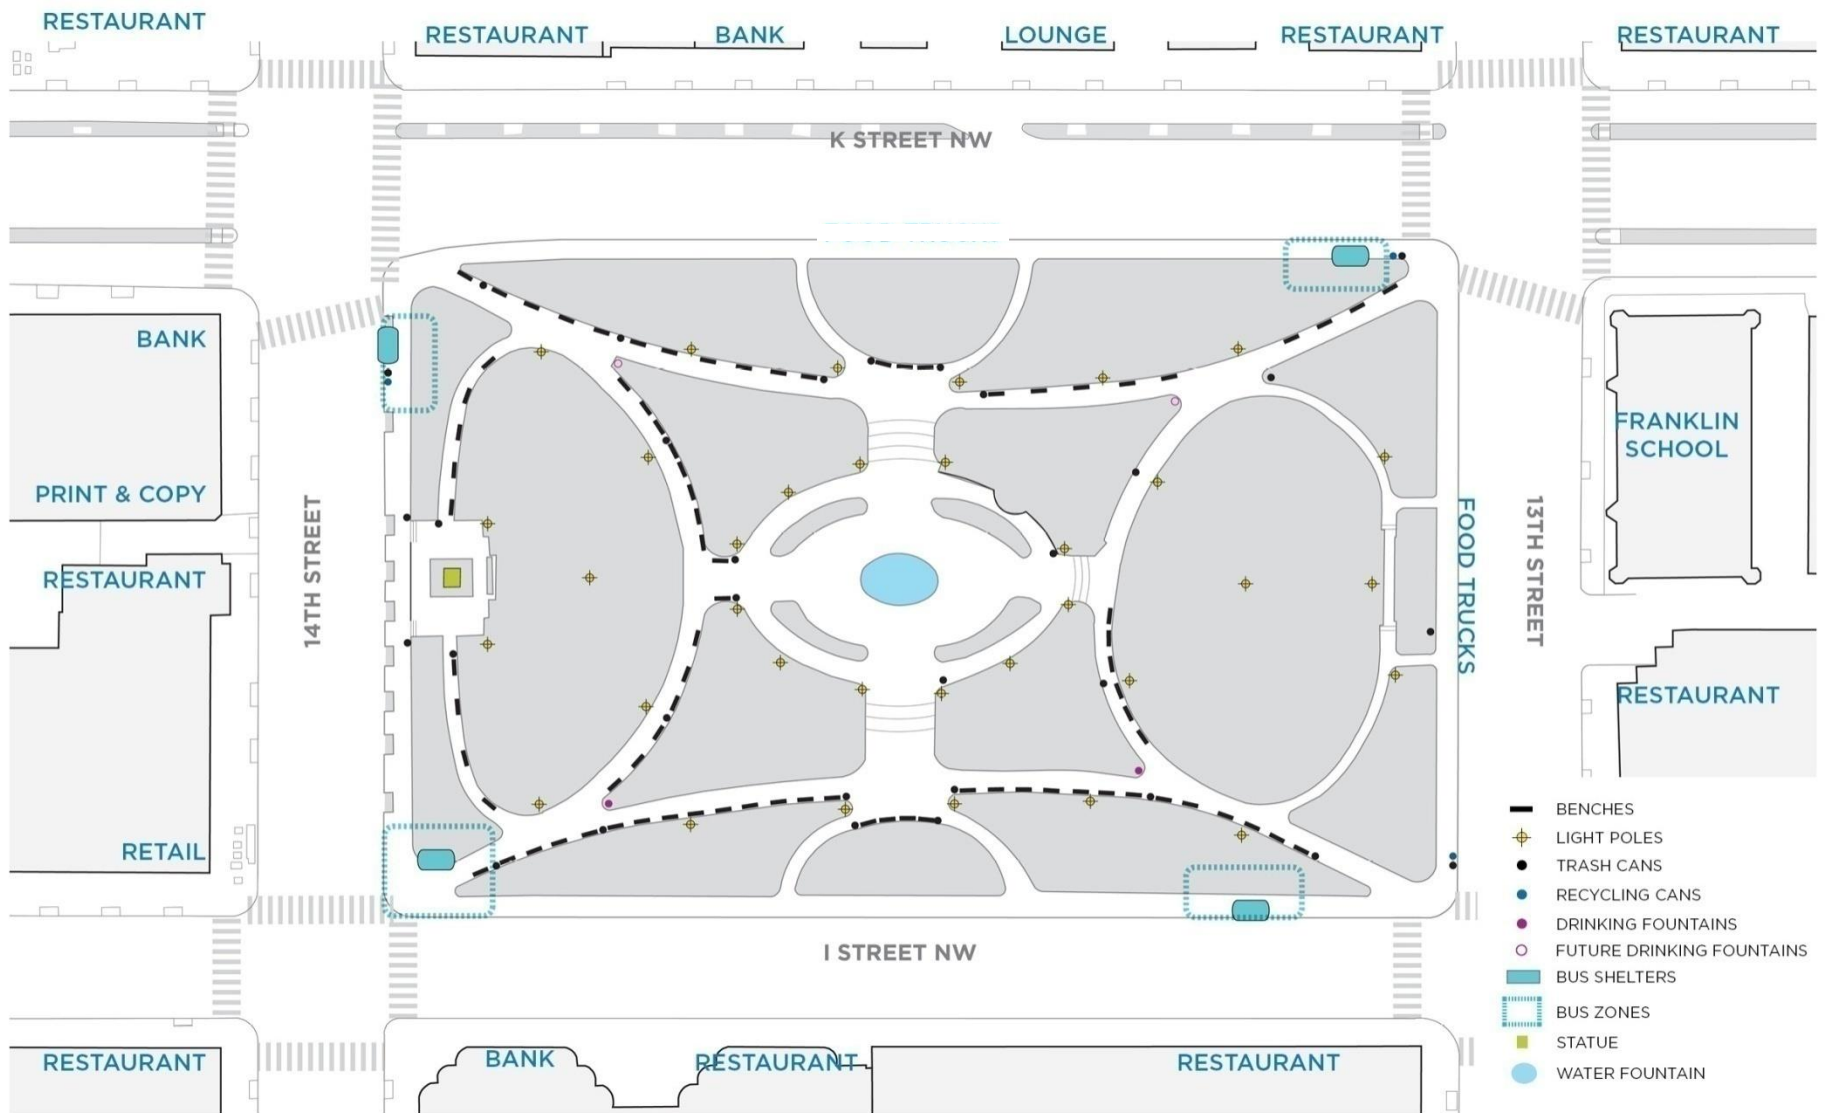 RESTAURANT
RESTAURANT
BANK
LOUNGE
RESTAURANT
RESTAURANT
K STREET NW
BANK
PRINT & COPY
RESTAURANT
RETAIL
14TH STREET
FOOD TRUCKS
13TH STREET
FRANKLIN
SCHOOL
RESTAURANT
I STREET NW
RESTAURANT
BANK
RESTAURANT
RESTAURANT
BENCHES
LIGHT POLES
TRASH CANS
RECYCLING CANS
DRINKING FOUNTAINS
FUTURE DRINKING FOUNTAINS
BUS SHELTERS
BUS ZONES
STATUE
WATER FOUNTAIN